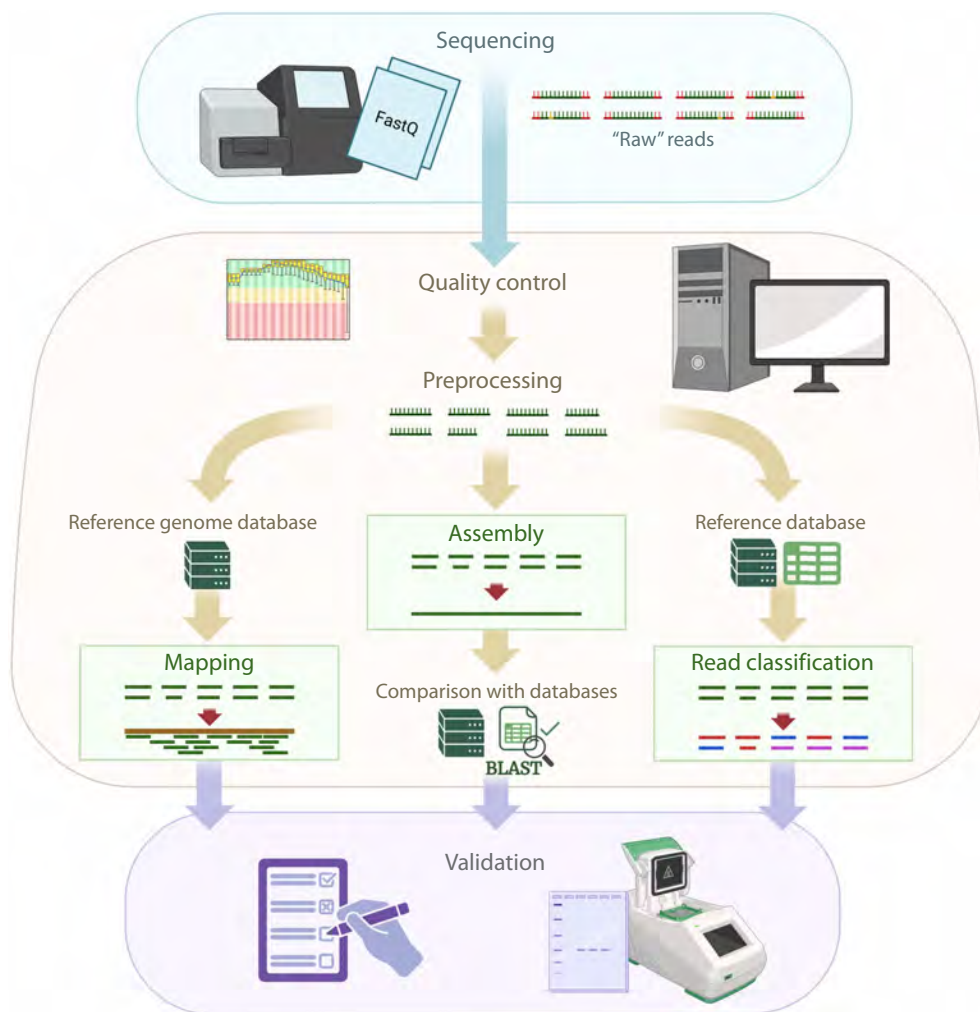 Sequencing
FastQ
“Raw” reads
Quality control
Preprocessing
Reference genome database
Assembly
Reference database
Mapping
Comparison with databases
BLAST
Read classification
Validation